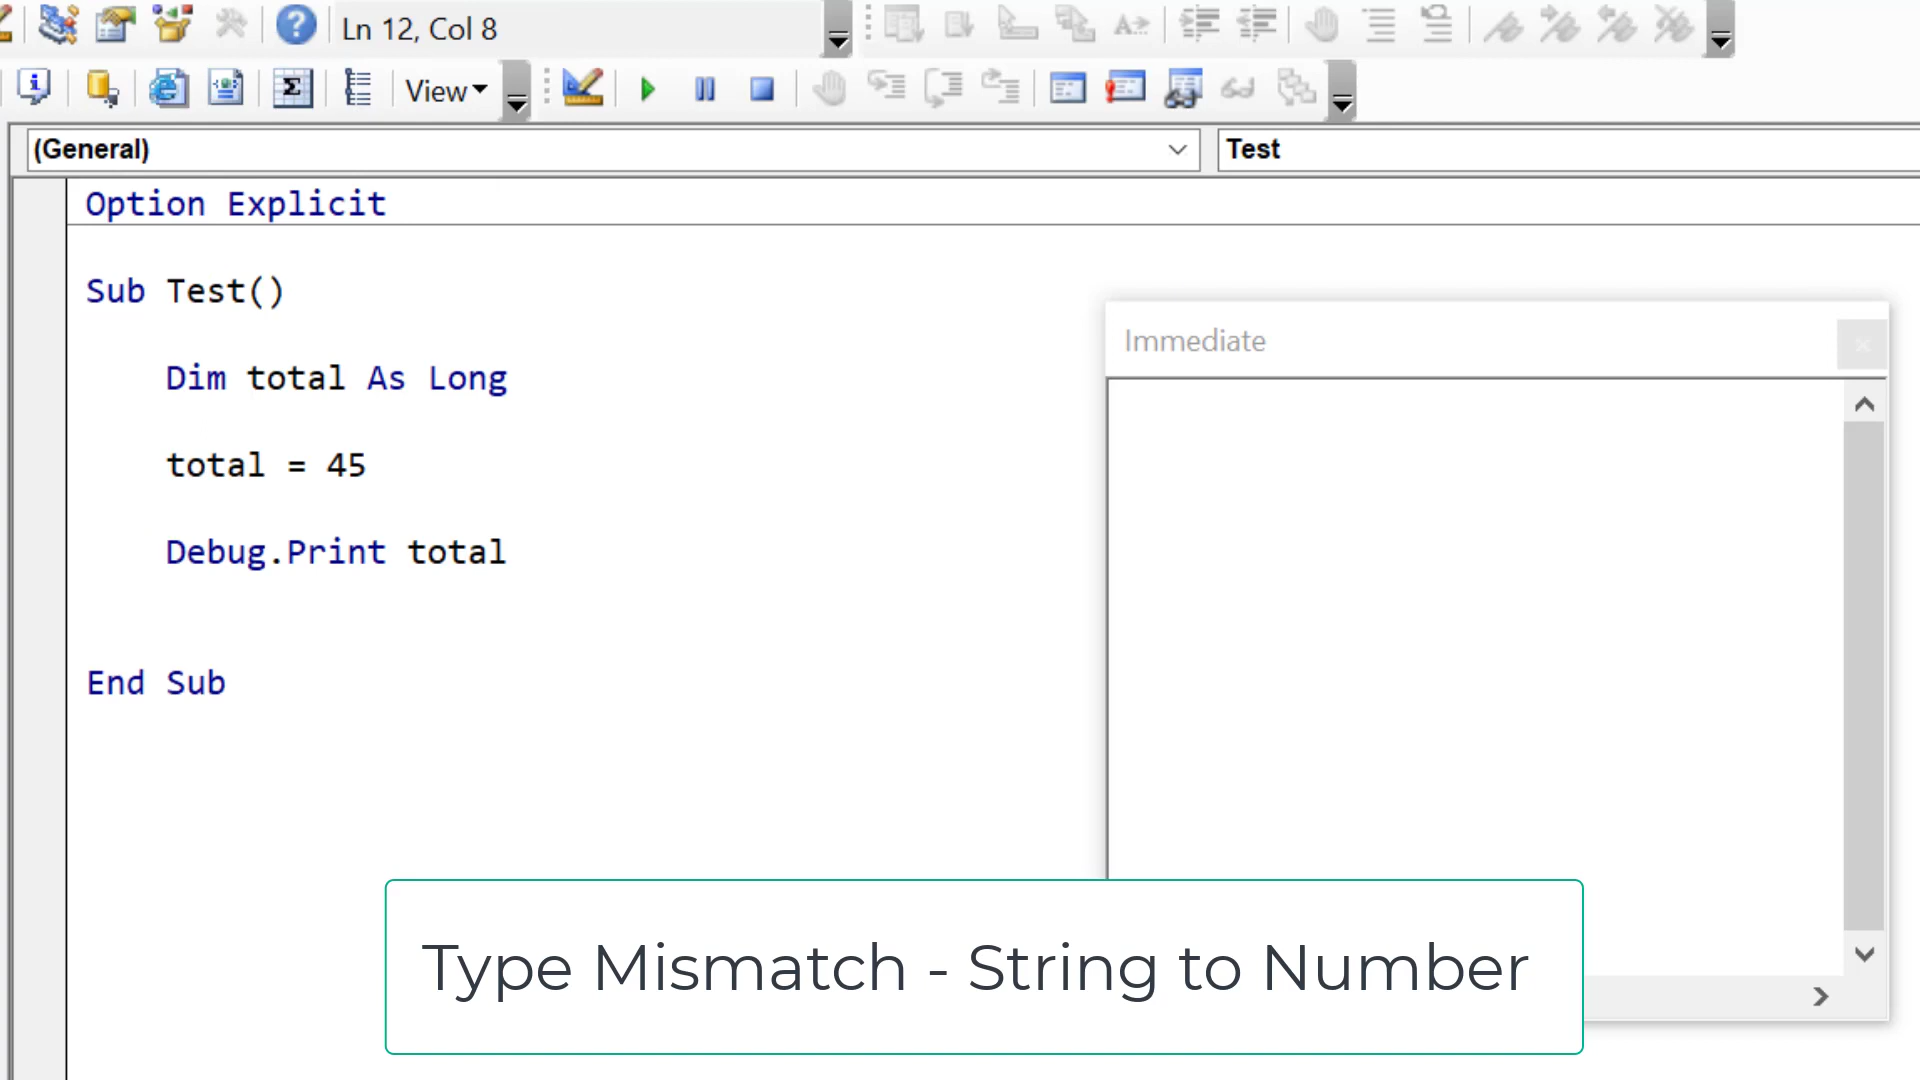 Ln 12, Col 8
View
(General)
Test
Option Explicit
Sub Test()
Dim total As Long
total = 45
Debug.Print total
End Sub
Immediate
Type Mismatch - String to Number